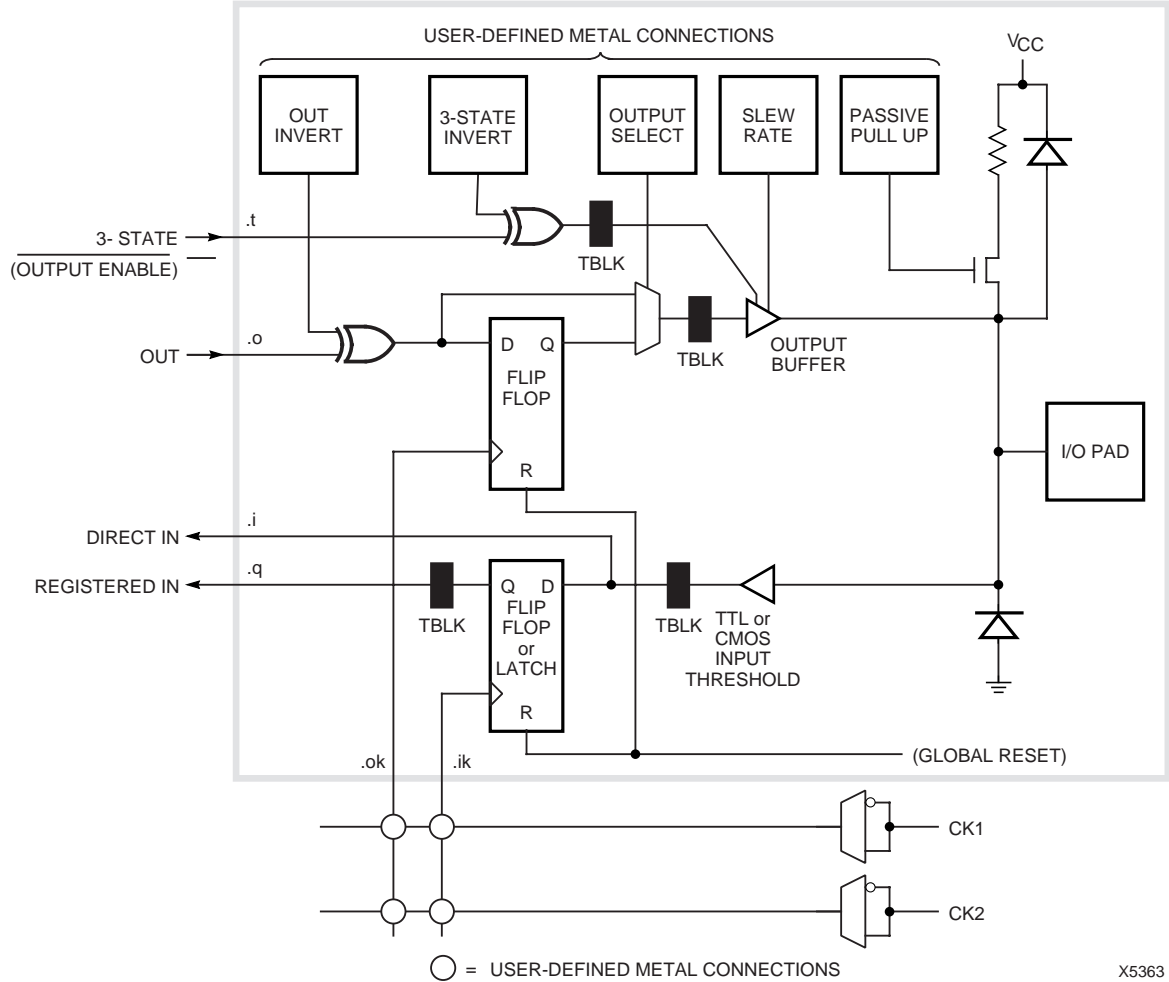 USER-DEFINED METAL CONNECTIONS
VCC
OUT
INVERT
3-STATE
INVERT
OUTPUT
SELECT
SLEW
RATE
PASSIVE
PULL UP
.t
3- STATE
(OUTPUT ENABLE)
TBLK
.o
OUT
D Q
FLIP
FLOP
R
TBLK
OUTPUT
BUFFER
I/O PAD
.i
DIRECT IN
.q
REGISTERED IN
TBLK
Q D
FLIP
FLOP
or
LATCH
R
TBLK
TTL or
CMOS
INPUT
THRESHOLD
.ok
.ik
(GLOBAL RESET)
CK1
CK2
= USER-DEFINED METAL CONNECTIONS
X5363